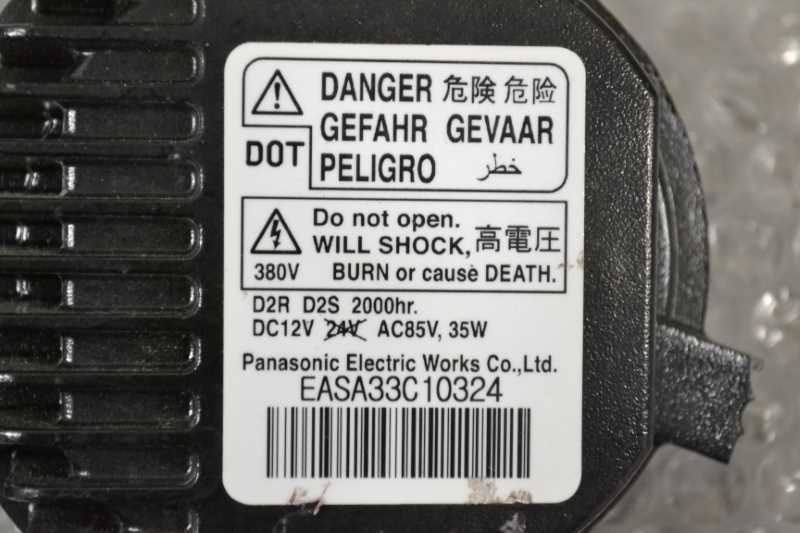 DANGER 危険 危险
GEFAHR GEVAAR
DOT
PELIGRO خطر
Do not open.
WILL SHOCK, 高電圧
380V BURN or cause DEATH.
D2R D2S 2000hr.
DC12V 24V AC85V, 35W
Panasonic Electric Works Co.,Ltd.
EASA33C10324